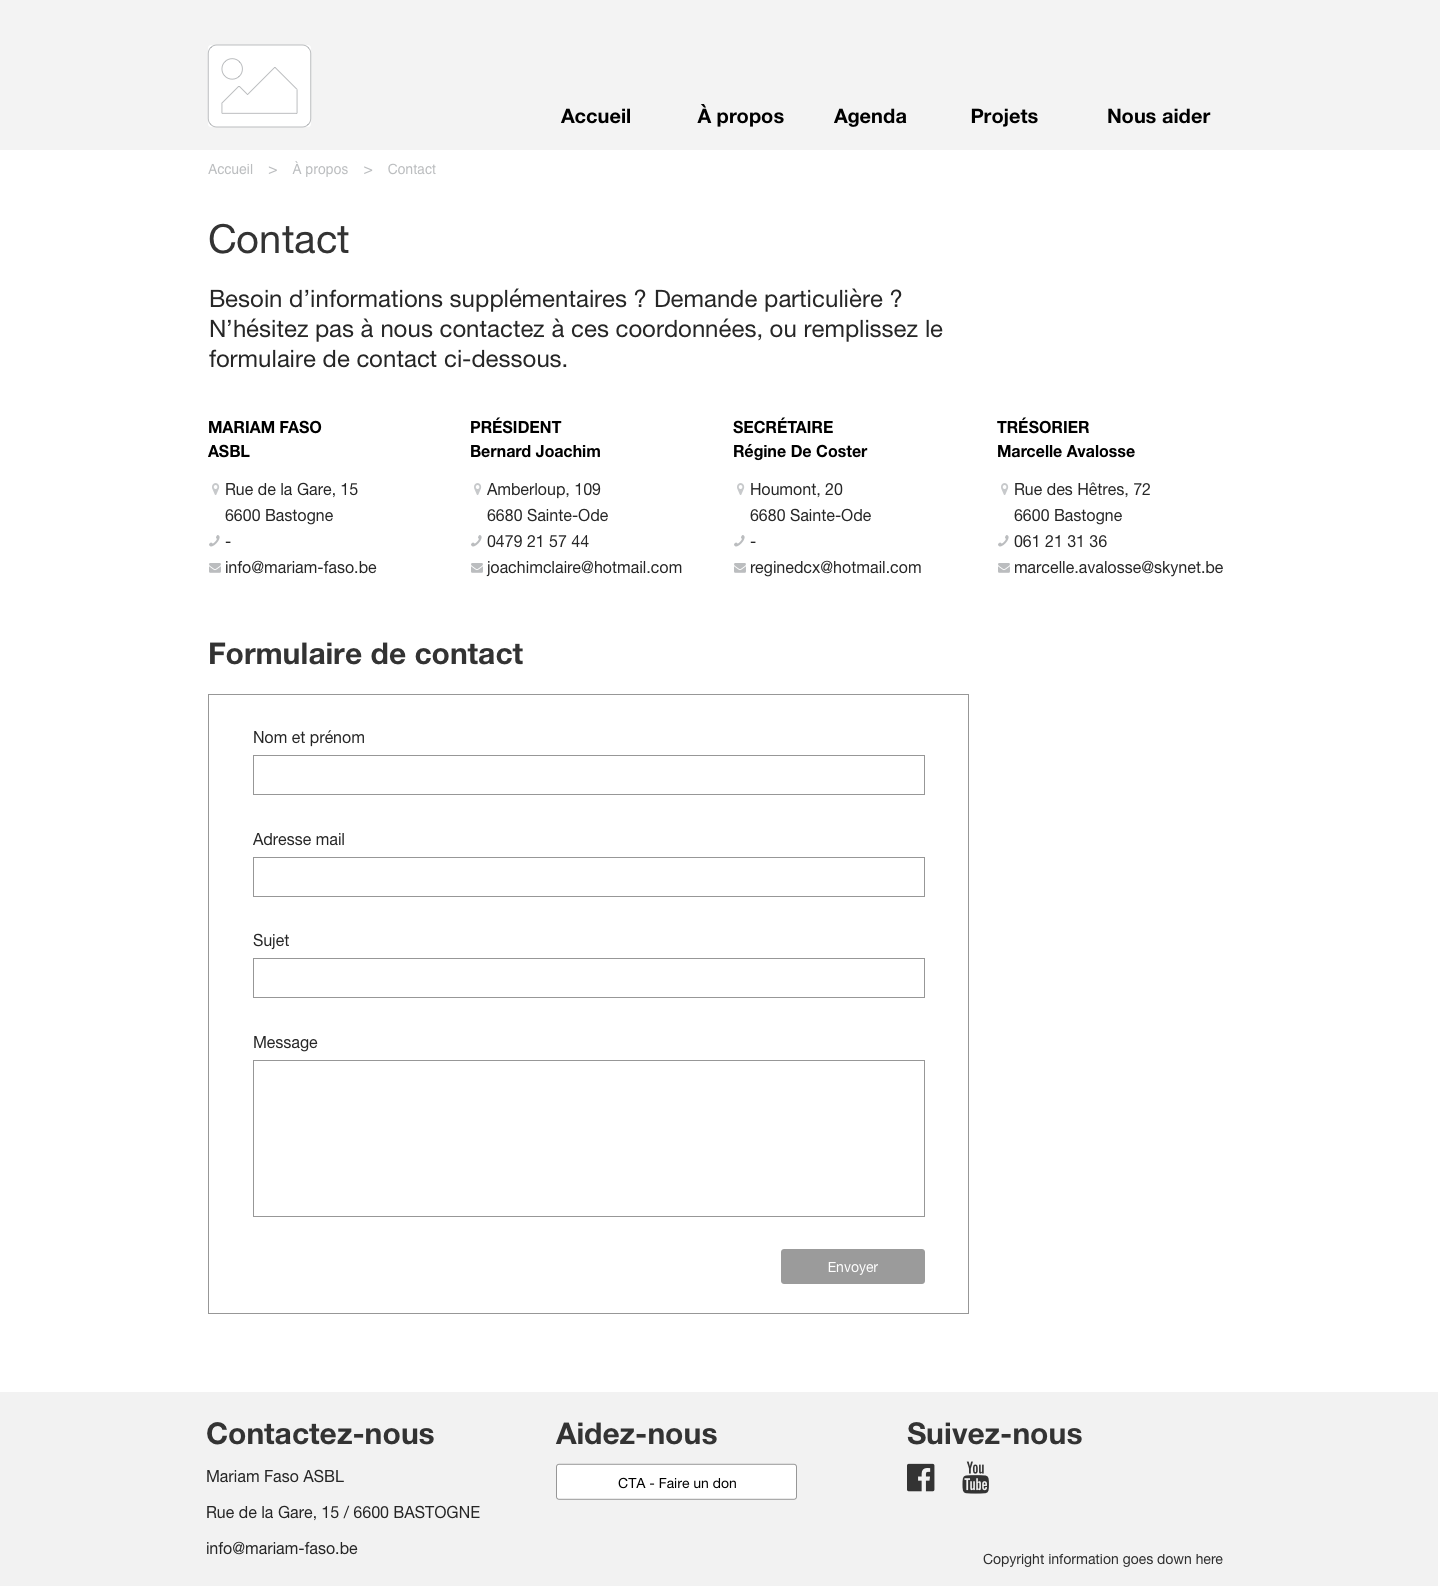 Accueil À propos Agenda Projets Nous aider
Accueil > À propos > Contact
Contact
Besoin d’informations supplémentaires ? Demande particulière ?
N’hésitez pas à nous contactez à ces coordonnées, ou remplissez le
formulaire de contact ci-dessous.
MARIAM FASO
ASBL
Rue de la Gare, 15
6600 Bastogne
-
info@mariam-faso.be
PRÉSIDENT
Bernard Joachim
Amberloup, 109
6680 Sainte-Ode
0479 21 57 44
joachimclaire@hotmail.com
SECRÉTAIRE
Régine De Coster
Houmont, 20
6680 Sainte-Ode
-
reginedcx@hotmail.com
TRÉSORIER
Marcelle Avalosse
Rue des Hêtres, 72
6600 Bastogne
061 21 31 36
marcelle.avalosse@skynet.be
Formulaire de contact
Nom et prénom
Adresse mail
Sujet
Message
Envoyer
Contactez-nous
Mariam Faso ASBL
Rue de la Gare, 15 / 6600 BASTOGNE
info@mariam-faso.be
Aidez-nous
CTA - Faire un don
Suivez-nous
You
Tube
Copyright information goes down here